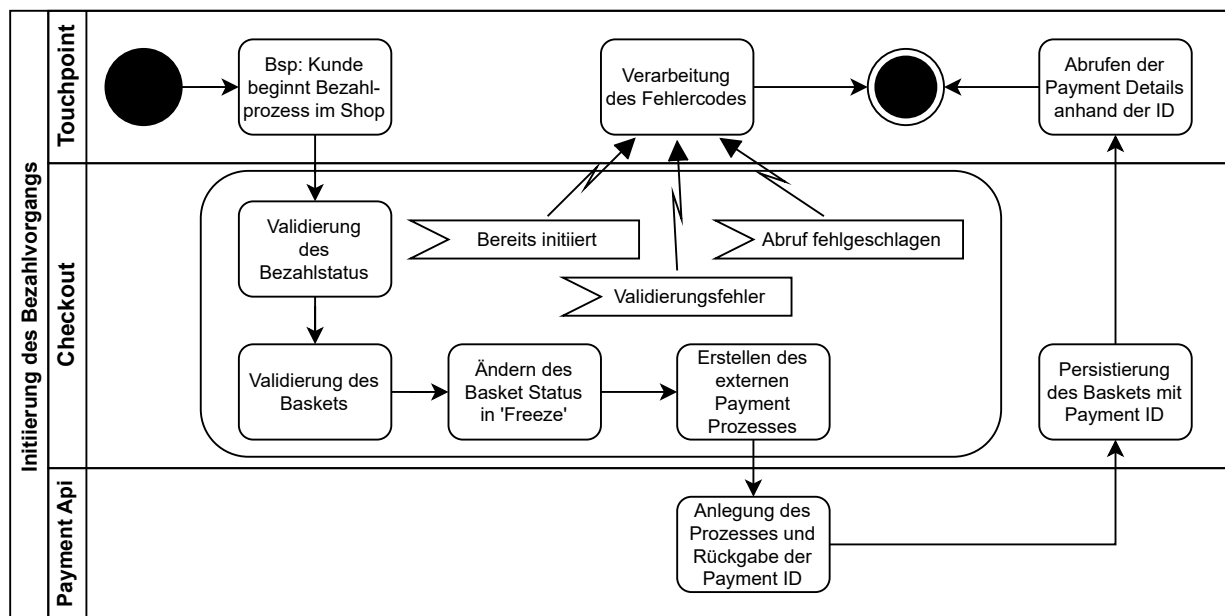 Initiierung des Bezahlvorgangs
Touchpoint
Bsp: Kunde
beginnt Bezahl-
prozess im Shop
Verarbeitung
des Fehlercodes
Abrufen der
Payment Details
anhand der ID
Checkout
Validierung
des
Bezahlstatus
Bereits initiiert
Abruf fehlgeschlagen
Validierungsfehler
Validierung des
Baskets
Ändern des
Basket Status
in 'Freeze'
Erstellen des
externen
Payment
Prozesses
Persistierung
des Baskets mit
Payment ID
Payment Api
Anlegung des
Prozesses und
Rückgabe der
Payment ID